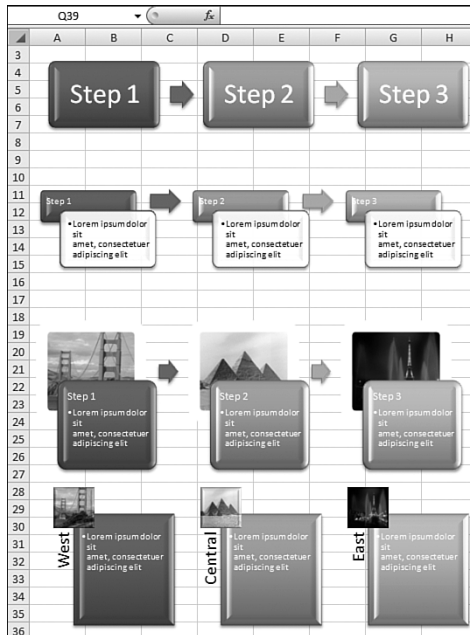 Q39 fx
A B C D E F G H
3
4
5
6
7
8
9
10
11
12
13
14
15
16
17
18
19
20
21
22
23
24
25
26
27
28
29
30
31
32
33
34
35
36
Step 1 Step 2 Step 3
Step 1 Step 2 Step 3
•Lorem ipsum dolor
sit
amet, consectetuer
adipiscing elit
•Lorem ipsum dolor
sit
amet, consectetuer
adipiscing elit
•Lorem ipsum dolor
sit
amet, consectetuer
adipiscing elit
Step 1
•Lorem ipsum dolor
sit
amet, consectetuer
adipiscing elit
Step 2
•Lorem ipsum dolor
sit
amet, consectetuer
adipiscing elit
Step 3
•Lorem ipsum dolor
sit
amet, consectetuer
adipiscing elit
West
•Lorem ipsum dolor
sit
amet, consectetuer
adipiscing elit
Central
•Lorem ipsum dolor
sit
amet, consectetuer
adipiscing elit
East
•Lorem ipsum dolor
sit
amet, consectetuer
adipiscing elit